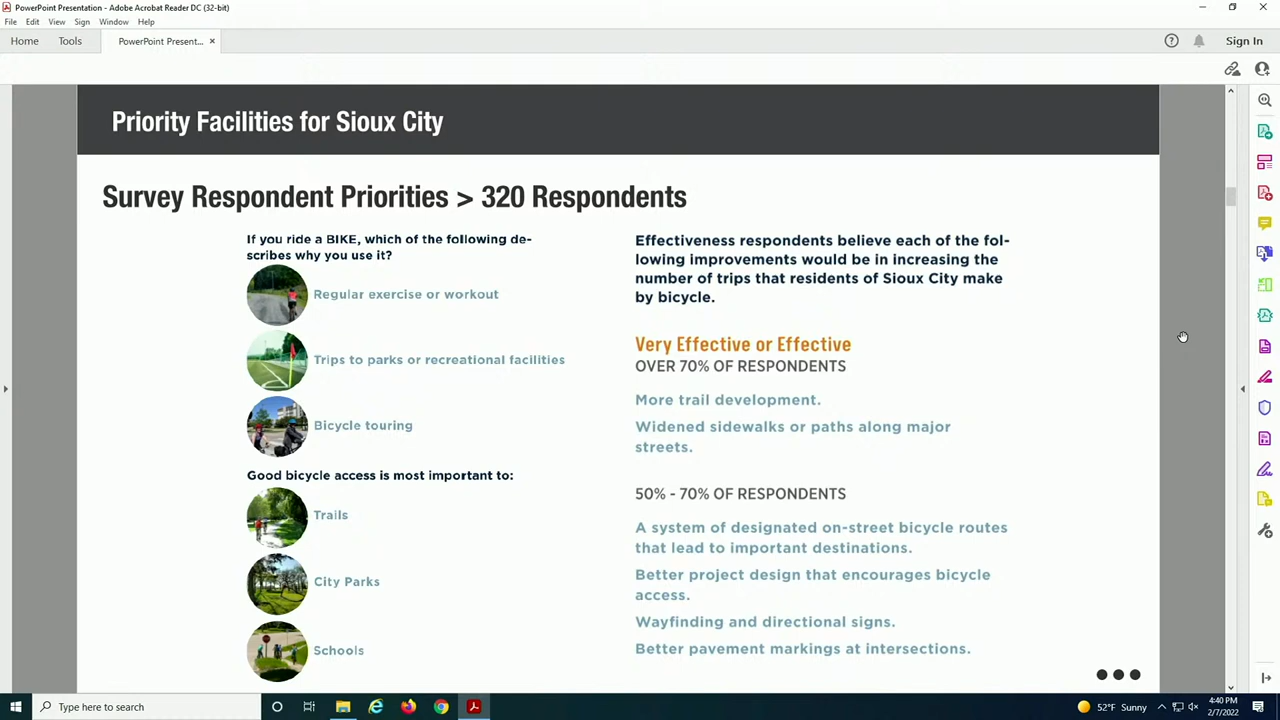 PowerPoint Presentation - Adobe Acrobat Reader DC (32-bit)
File Edit View Sign Window Help
Home Tools PowerPoint Present... × Sign In
Priority Facilities for Sioux City
Survey Respondent Priorities > 320 Respondents
If you ride a BIKE, which of the following de-
scribes why you use it?
Regular exercise or workout
Trips to parks or recreational facilities
Bicycle touring
Good bicycle access is most important to:
Trails
City Parks
Schools
Effectiveness respondents believe each of the fol-
lowing improvements would be in increasing the
number of trips that residents of Sioux City make
by bicycle.
Very Effective or Effective
OVER 70% OF RESPONDENTS
More trail development.
Widened sidewalks or paths along major
streets.
50% - 70% OF RESPONDENTS
A system of designated on-street bicycle routes
that lead to important destinations.
Better project design that encourages bicycle
access.
Wayfinding and directional signs.
Better pavement markings at intersections.
Type here to search
52°F Sunny
4:40 PM
2/7/2022